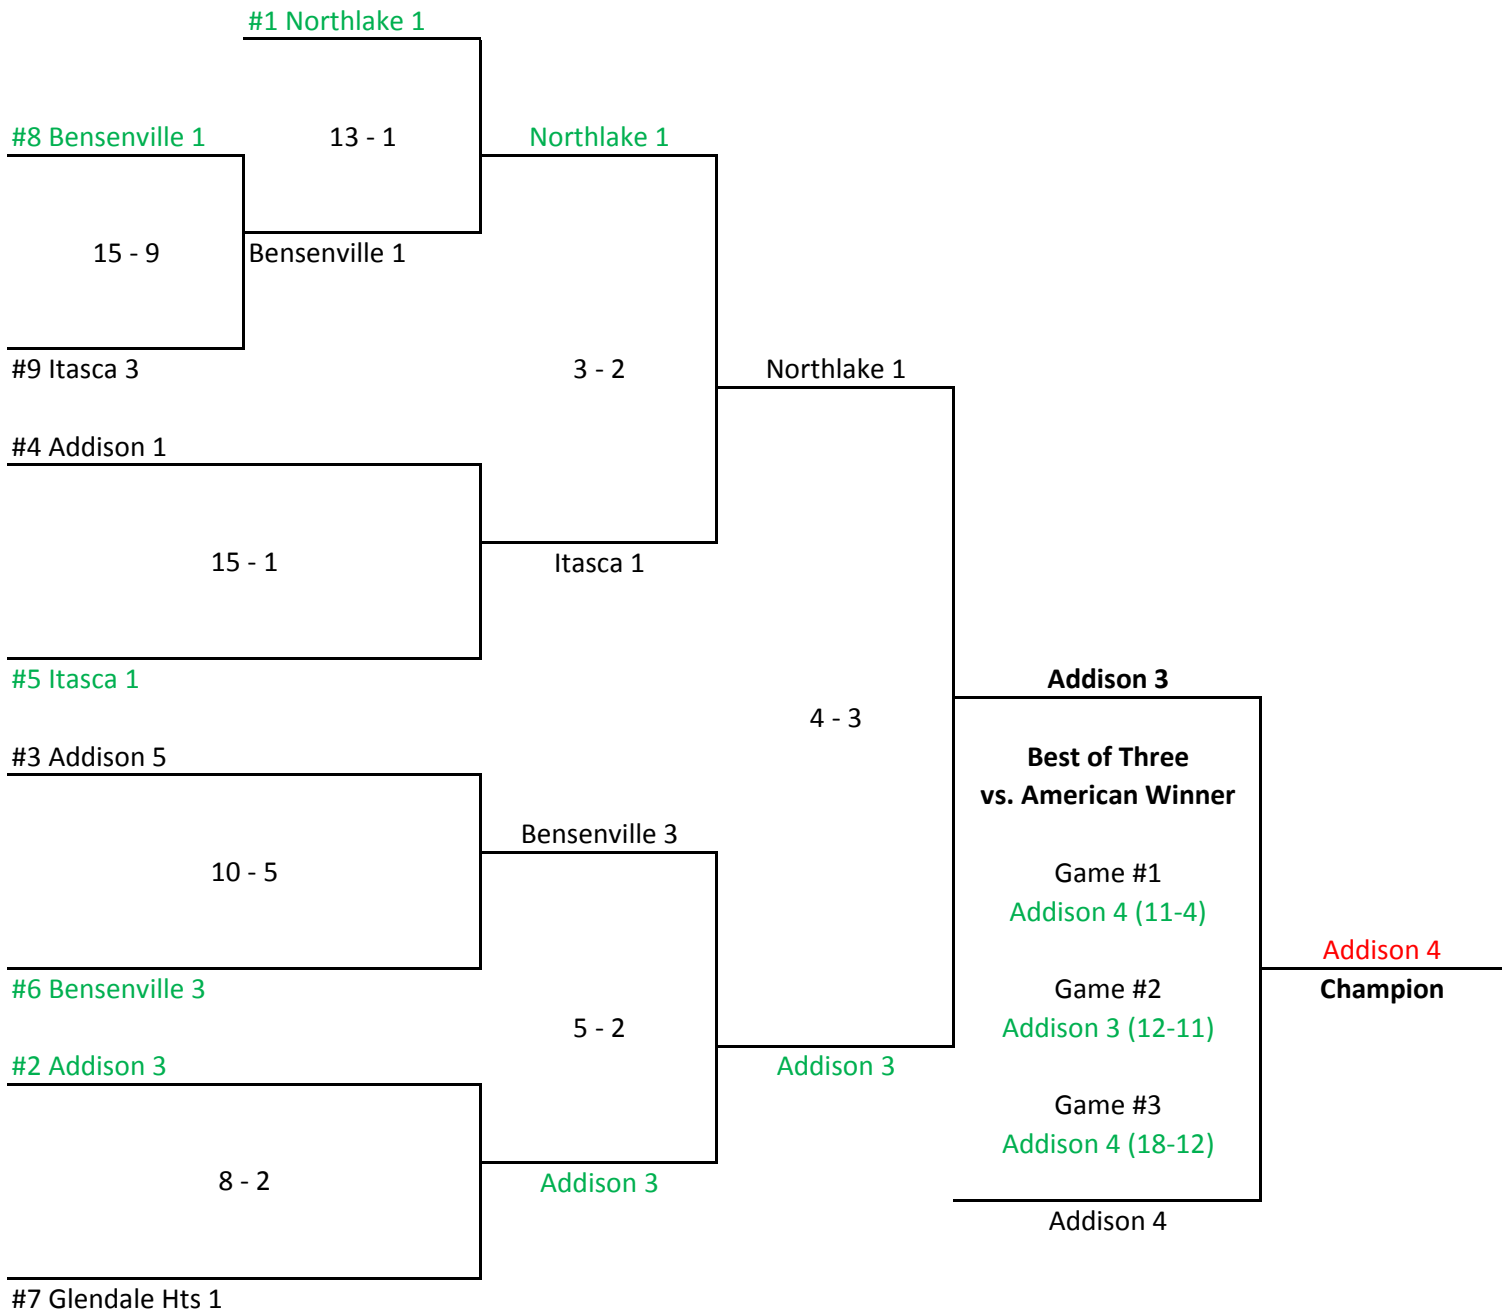 #1 Northlake 1
#8 Bensenville 1
13 - 1
Northlake 1
15 - 9
Bensenville 1
#9 Itasca 3
3 - 2
Northlake 1
#4 Addison 1
15 - 1
Itasca 1
#5 Itasca 1
Addison 3
4 - 3
#3 Addison 5
Best of Three
vs. American Winner
Bensenville 3
10 - 5
Game #1
Addison 4 (11-4)
Addison 4
#6 Bensenville 3
Game #2
Champion
5 - 2
Addison 3 (12-11)
#2 Addison 3
Addison 3
Game #3
Addison 4 (18-12)
8 - 2
Addison 3
Addison 4
#7 Glendale Hts 1